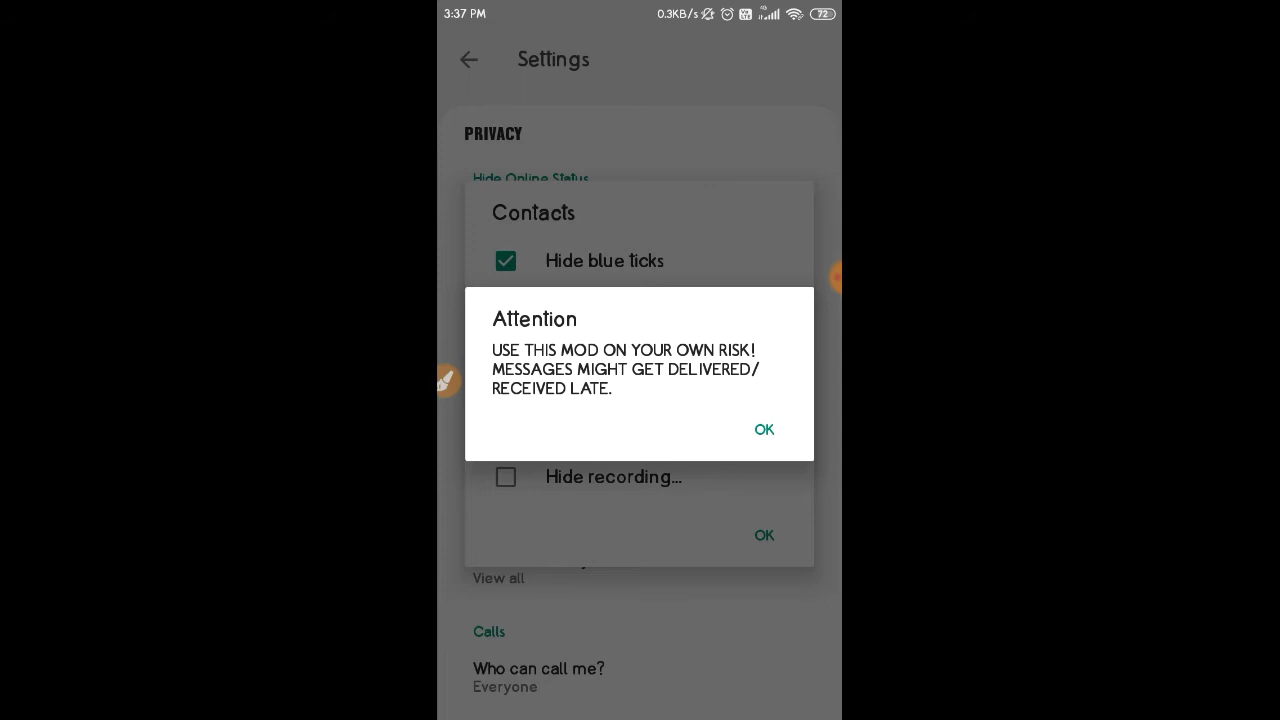 3:37 PM
0.3KB/s
72
Settings
PRIVACY
Hide Online Status
Contacts
Hide blue ticks
Attention
USE THIS MOD ON YOUR OWN RISK!
MESSAGES MIGHT GET DELIVERED/
RECEIVED LATE.
OK
Hide recording...
OK
View all
Calls
Who can call me?
Everyone